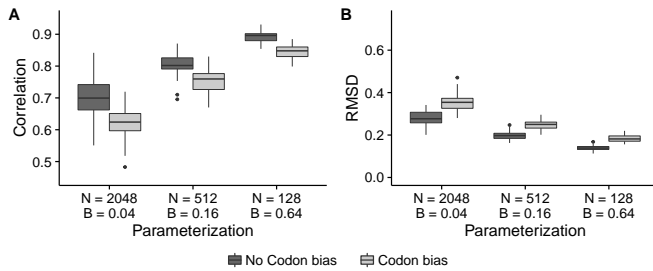 A
Correlation
0.9
0.8
0.7
0.6
0.5
N = 2048 N = 512 N = 128
B = 0.04 B = 0.16 B = 0.64
Parameterization
B
RMSD
0.6
0.4
0.2
0.0
N = 2048 N = 512 N = 128
B = 0.04 B = 0.16 B = 0.64
Parameterization
No Codon bias Codon bias